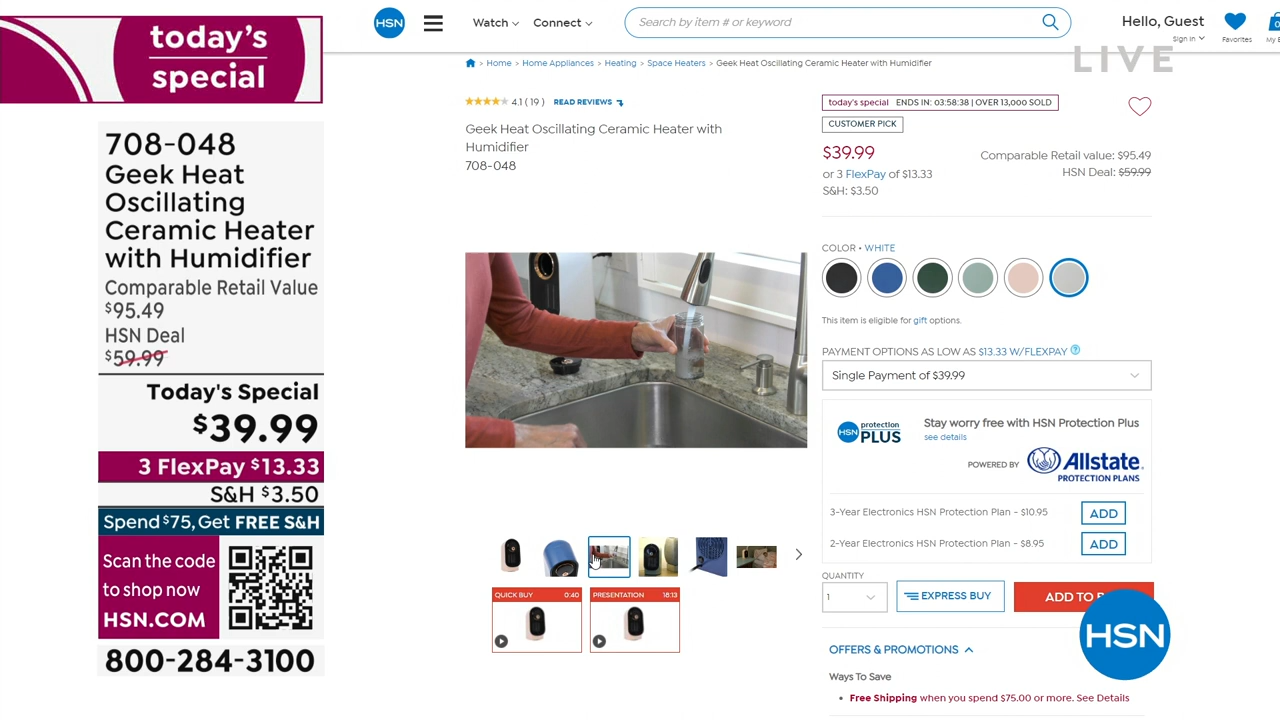 today's
special
708-048
Geek Heat
Oscillating
Ceramic Heater
with Humidifier
Comparable Retail Value
$95.49
HSN Deal
$59.99
Today's Special
$39.99
3 FlexPay $13.33
S&H $3.50
Spend $75, Get FREE S&H
Scan the code
to shop now
HSN.COM
800-284-3100
HSN
Watch
Connect
Search by item # or keyword
Hello, Guest
Sign In
Favorites
0
LIVE
> Home > Home Appliances > Heating > Space Heaters > Geek Heat Oscillating Ceramic Heater with Humidifier
4.1 ( 19 ) READ REVIEWS
Geek Heat Oscillating Ceramic Heater with
Humidifier
708-048
today's special ENDS IN: 03:58:38 | OVER 13,000 SOLD
CUSTOMER PICK
$39.99
or 3 FlexPay of $13.33
S&H: $3.50
Comparable Retail value: $95.49
HSN Deal: $59.99
COLOR • WHITE
This item is eligible for gift options.
PAYMENT OPTIONS AS LOW AS $13.33 W/FLEXPAY ?
Single Payment of $39.99
HSN protection PLUS
Stay worry free with HSN Protection Plus
see details
POWERED BY Allstate.
PROTECTION PLANS
3-Year Electronics HSN Protection Plan - $10.95 ADD
2-Year Electronics HSN Protection Plan - $8.95 ADD
QUICK BUY 0:40
PRESENTATION 18:13
QUANTITY
1
EXPRESS BUY
ADD TO
HSN
OFFERS & PROMOTIONS
Ways To Save
• Free Shipping when you spend $75.00 or more. See Details